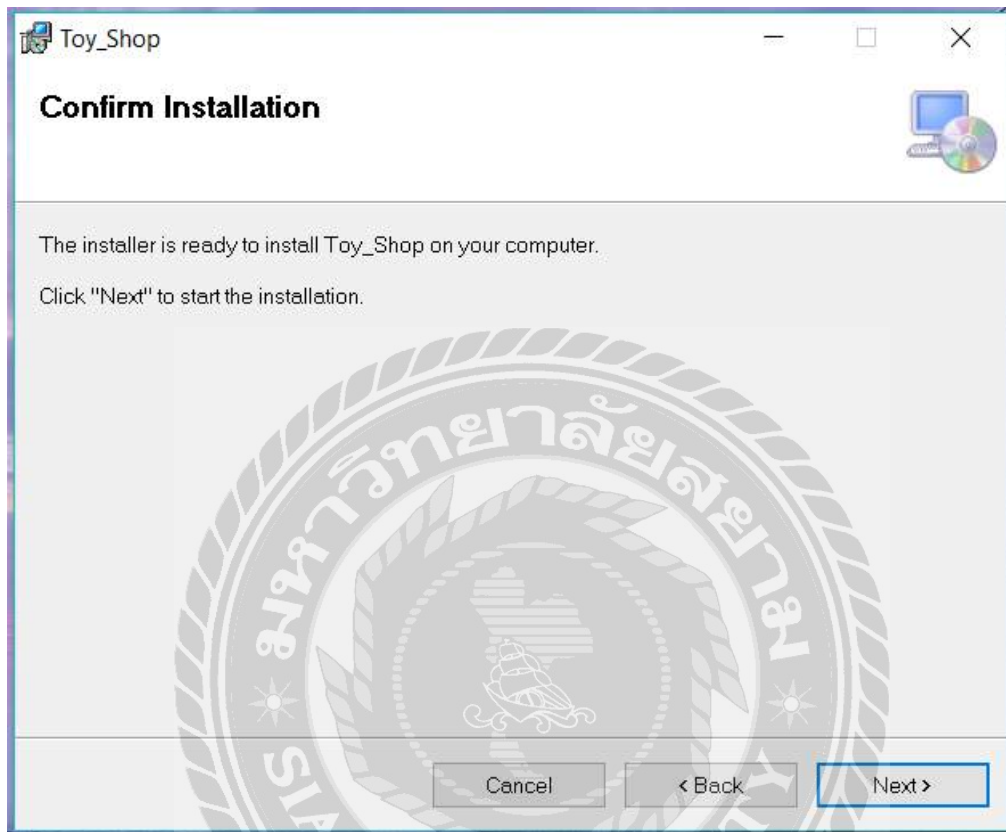 Toy_Shop
Confirm Installation
The installer is ready to install Toy_Shop on your computer.
Click "Next" to start the installation.
มหาวิทยาลัยสยาม
Cancel
< Back
Next >